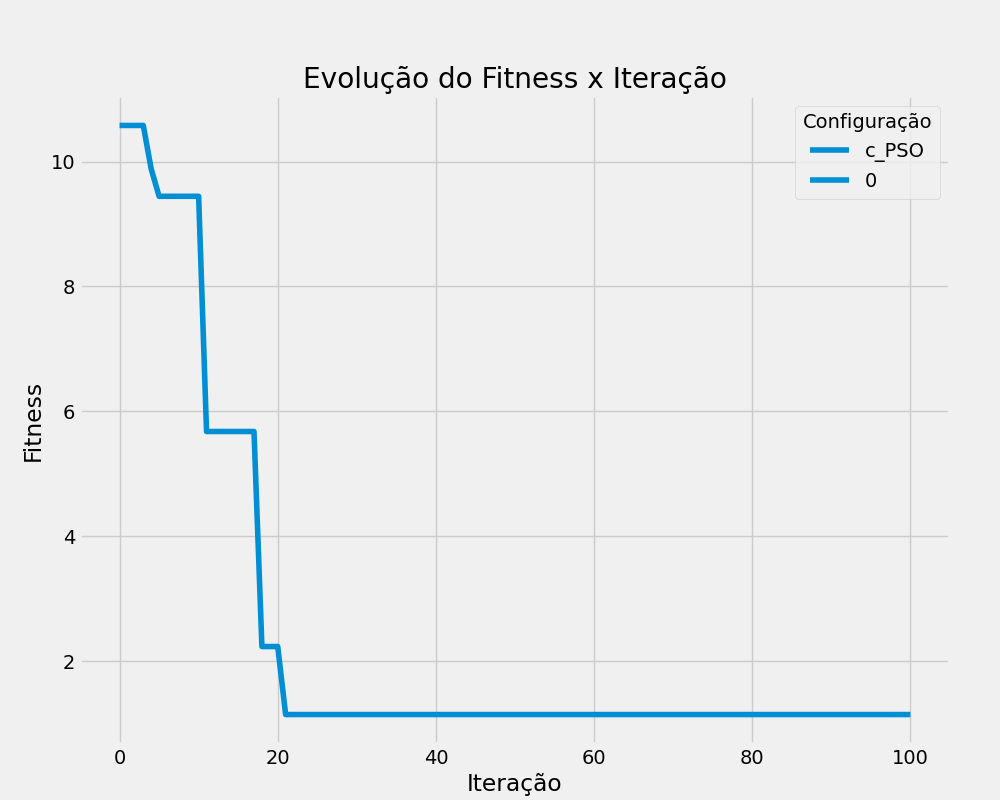 Evolução do Fitness x Iteração
Configuração
c_PSO
0
10
8
6
4
2
Fitness
0 20 40 60 80 100
Iteração